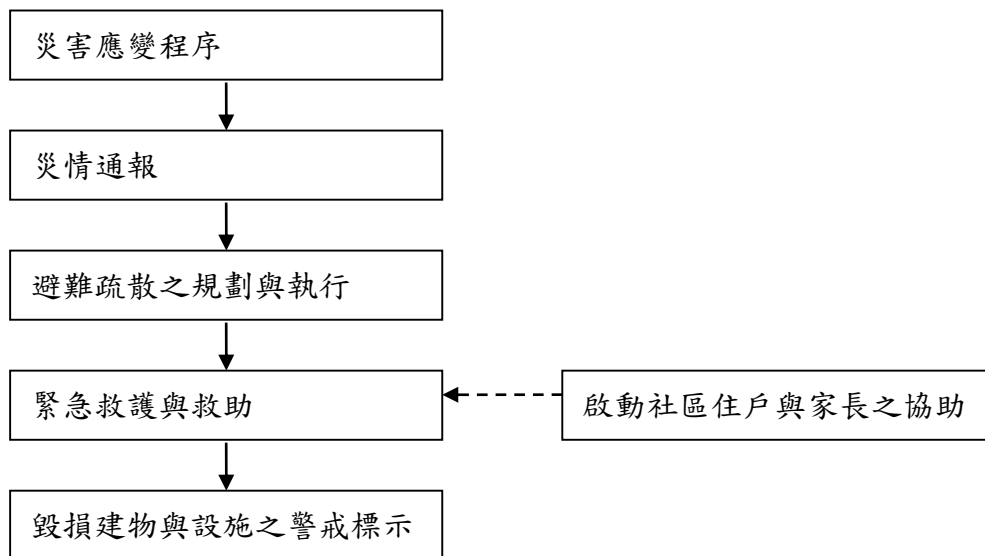 災害應變程序
災情通報
避難疏散之規劃與執行
緊急救護與救助
啟動社區住戶與家長之協助
毀損建物與設施之警戒標示